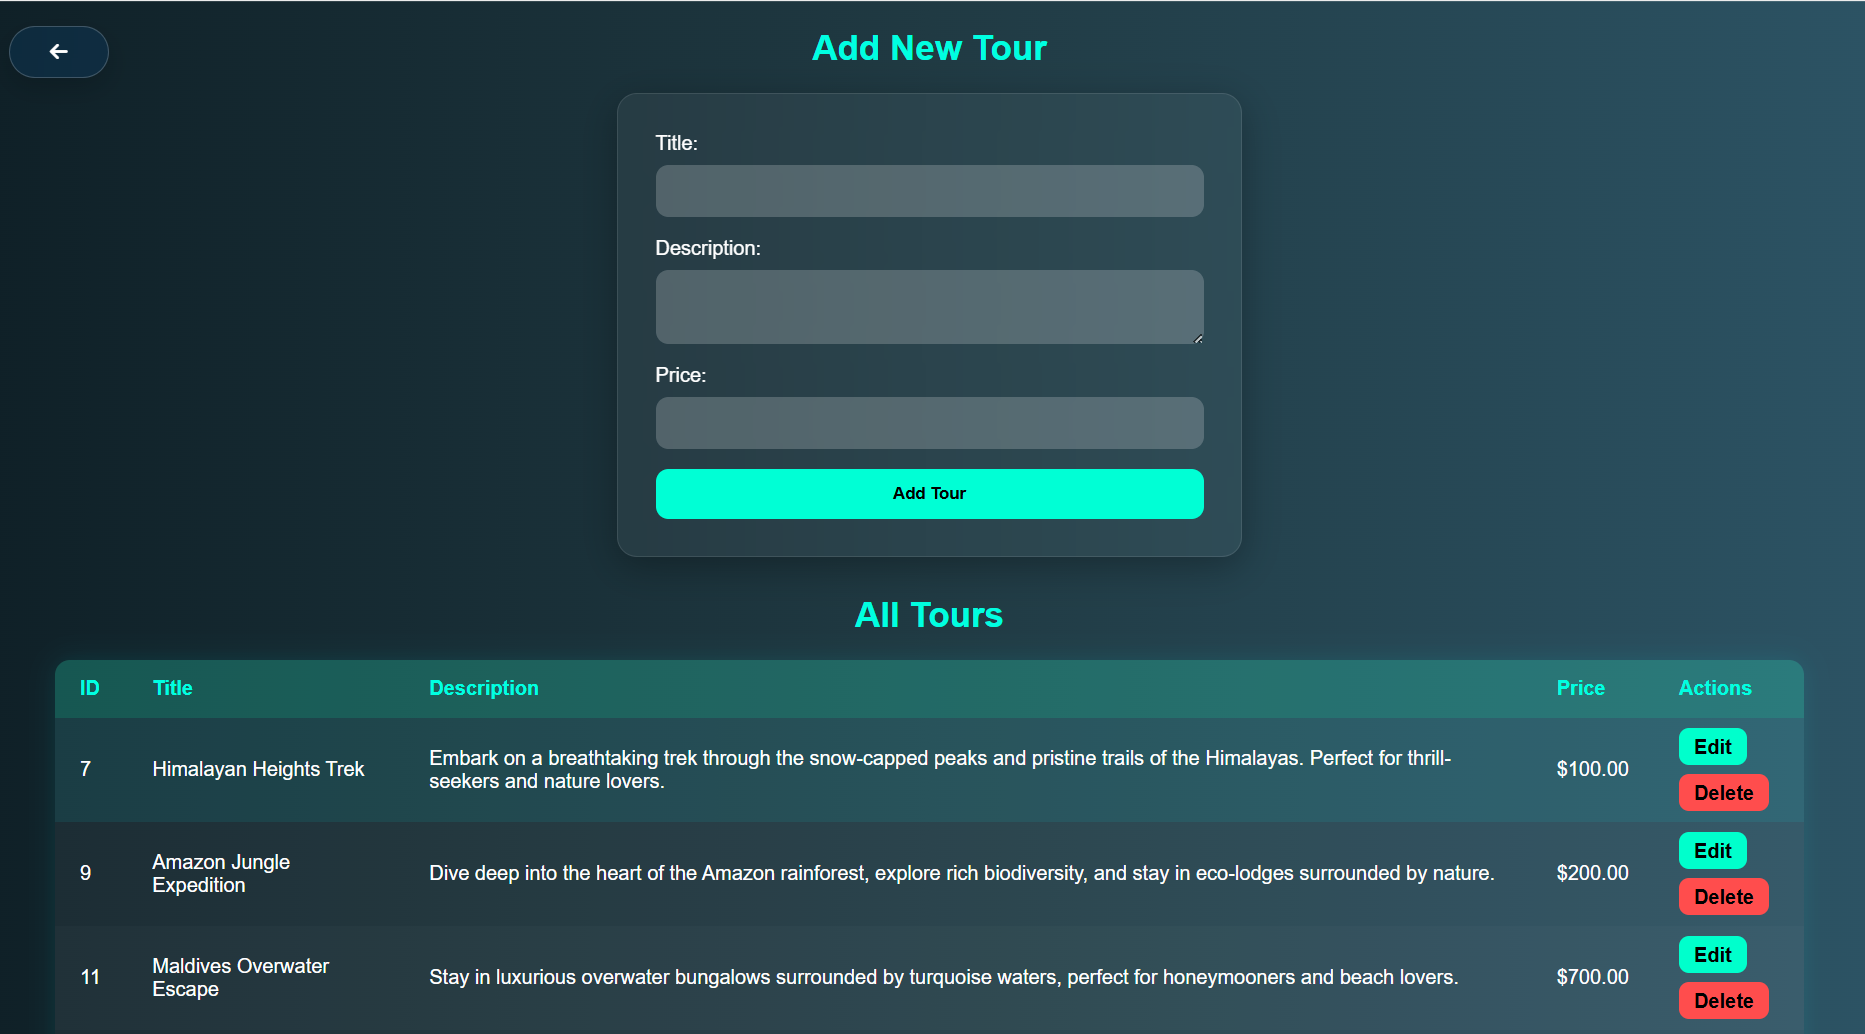 Add New Tour
Title:
Description:
Price:
Add Tour
All Tours
ID Title Description Price Actions
7 Himalayan Heights Trek Embark on a breathtaking trek through the snow-capped peaks and pristine trails of the Himalayas. Perfect for thrill-
seekers and nature lovers. $100.00 Edit
Delete
9 Amazon Jungle
Expedition Dive deep into the heart of the Amazon rainforest, explore rich biodiversity, and stay in eco-lodges surrounded by nature. $200.00 Edit
Delete
11 Maldives Overwater
Escape Stay in luxurious overwater bungalows surrounded by turquoise waters, perfect for honeymooners and beach lovers. $700.00 Edit
Delete